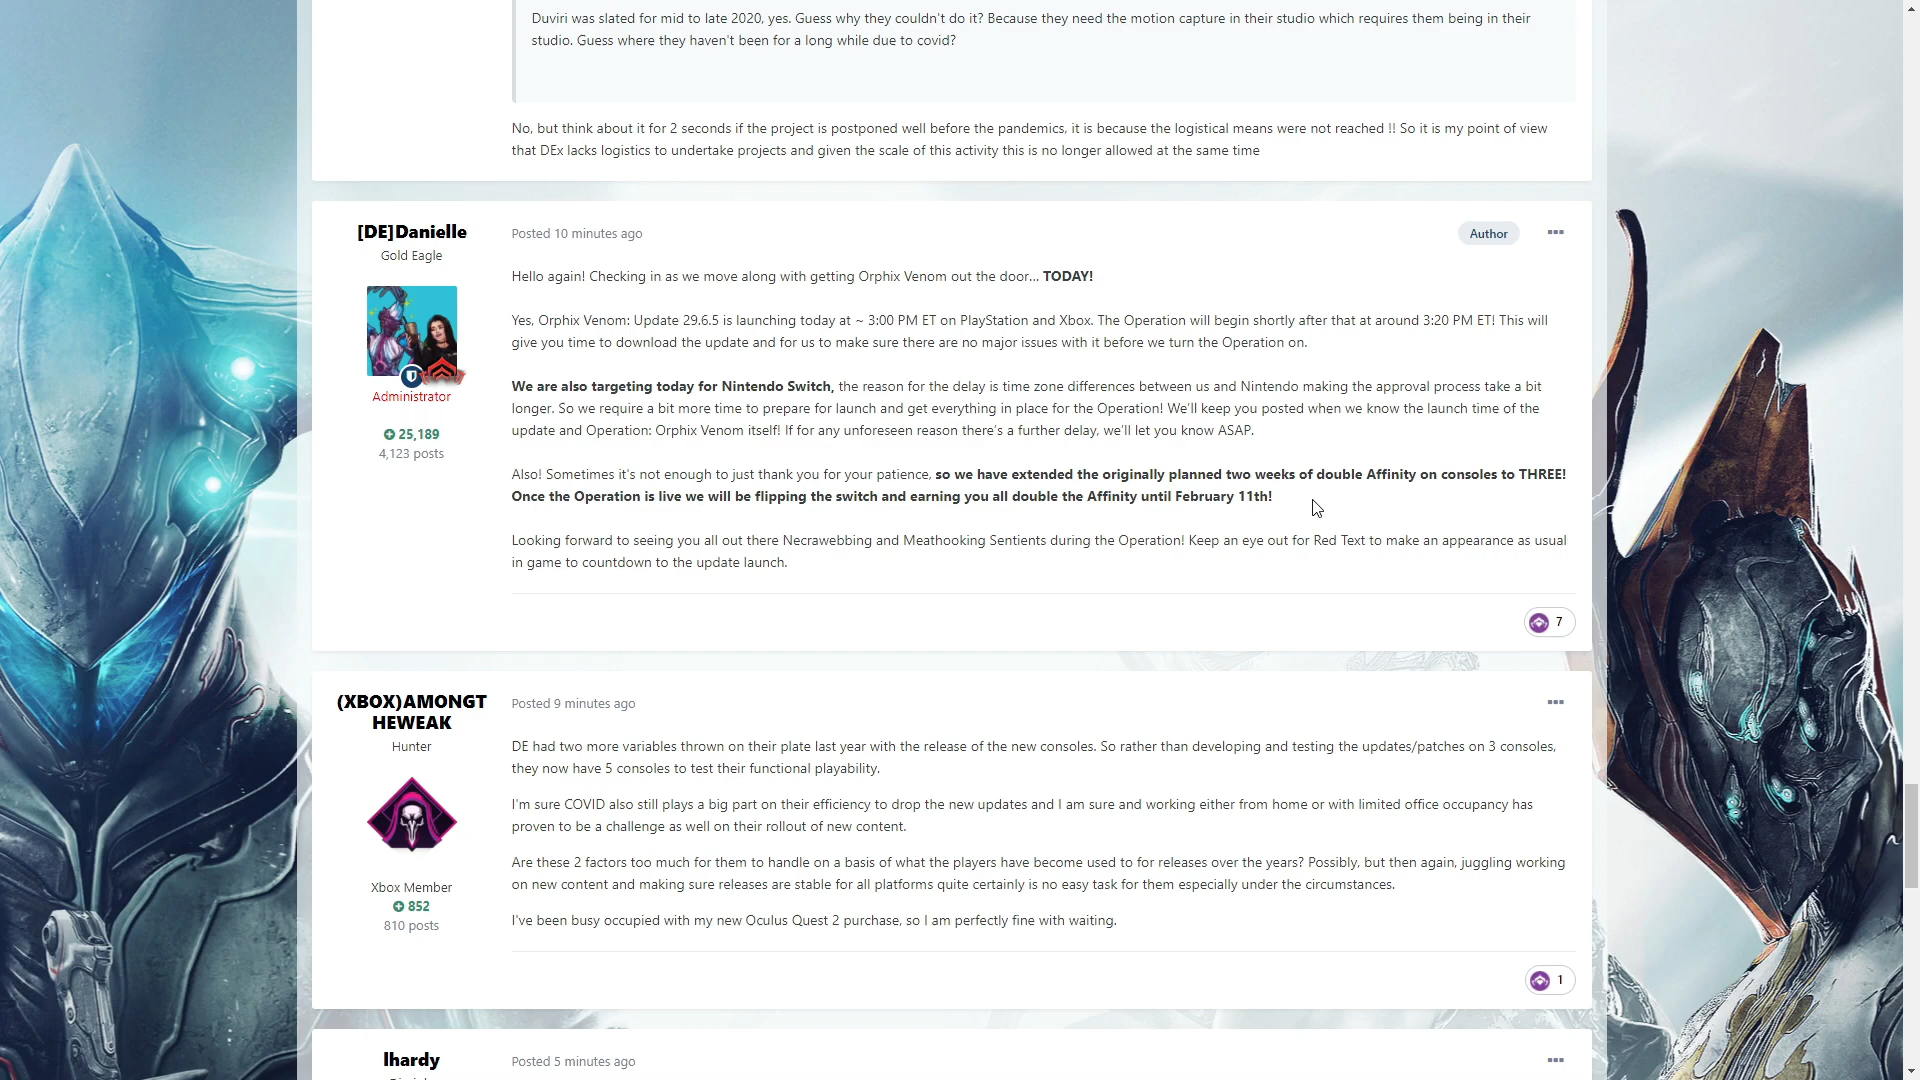 Duviri was slated for mid to late 2020, yes. Guess why they couldn't do it? Because they need the motion capture in their studio which requires them being in their
studio. Guess where they haven't been for a long while due to covid?
No, but think about it for 2 seconds if the project is postponed well before the pandemics, it is because the logistical means were not reached !! So it is my point of view
that DEx lacks logistics to undertake projects and given the scale of this activity this is no longer allowed at the same time
[DE]Danielle
Gold Eagle
Administrator
25,189
4,123 posts
Posted 10 minutes ago
Author
Hello again! Checking in as we move along with getting Orphix Venom out the door... TODAY!
Yes, Orphix Venom: Update 29.6.5 is launching today at ~ 3:00 PM ET on PlayStation and Xbox. The Operation will begin shortly after that at around 3:20 PM ET! This will
give you time to download the update and for us to make sure there are no major issues with it before we turn the Operation on.
We are also targeting today for Nintendo Switch, the reason for the delay is time zone differences between us and Nintendo making the approval process take a bit
longer. So we require a bit more time to prepare for launch and get everything in place for the Operation! We'll keep you posted when we know the launch time of the
update and Operation: Orphix Venom itself! If for any unforeseen reason there's a further delay, we'll let you know ASAP.
Also! Sometimes it's not enough to just thank you for your patience, so we have extended the originally planned two weeks of double Affinity on consoles to THREE!
Once the Operation is live we will be flipping the switch and earning you all double the Affinity until February 11th!
Looking forward to seeing you all out there Necrawebbing and Meathooking Sentients during the Operation! Keep an eye out for Red Text to make an appearance as usual
in game to countdown to the update launch.
7
(XBOX)AMONGT
HEWEAK
Hunter
Xbox Member
852
810 posts
Posted 9 minutes ago
DE had two more variables thrown on their plate last year with the release of the new consoles. So rather than developing and testing the updates/patches on 3 consoles,
they now have 5 consoles to test their functional playability.
I'm sure COVID also still plays a big part on their efficiency to drop the new updates and I am sure and working either from home or with limited office occupancy has
proven to be a challenge as well on their rollout of new content.
Are these 2 factors too much for them to handle on a basis of what the players have become used to for releases over the years? Possibly, but then again, juggling working
on new content and making sure releases are stable for all platforms quite certainly is no easy task for them especially under the circumstances.
I've been busy occupied with my new Oculus Quest 2 purchase, so I am perfectly fine with waiting.
1
lhardy
Posted 5 minutes ago